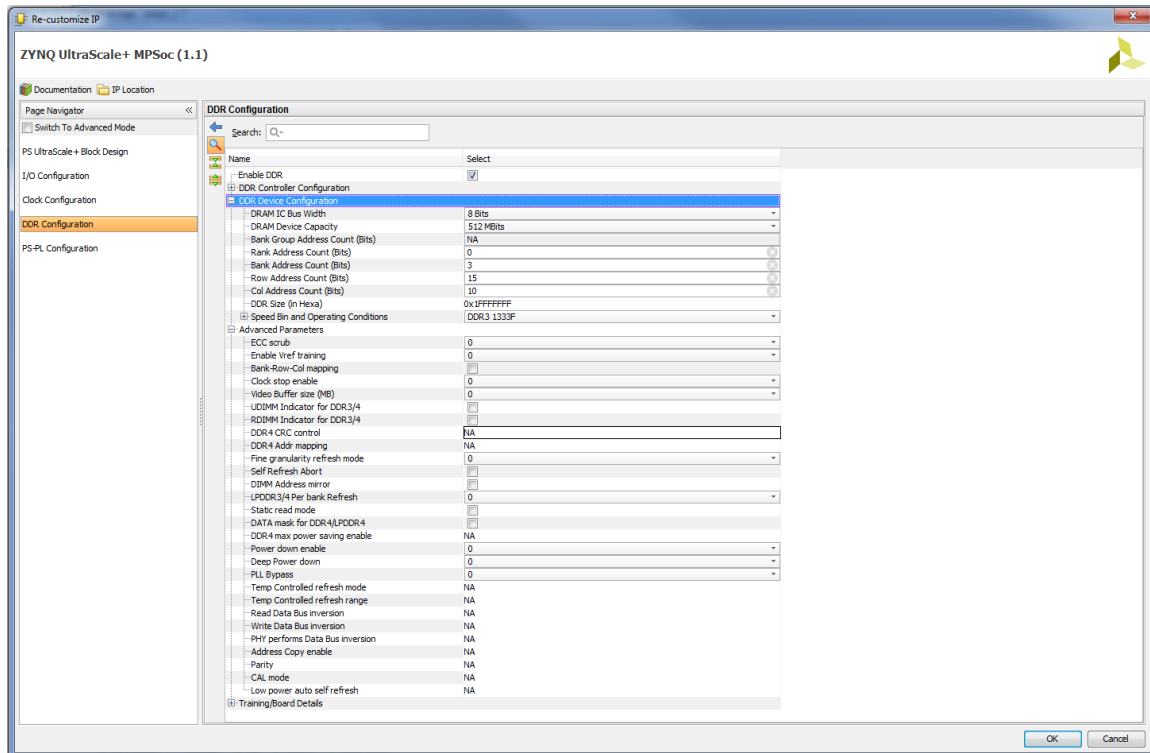 Re-customize IP
ZYNQ UltraScale+ MPSoc (1.1)
Documentation IP Location
Page Navigator «
Switch To Advanced Mode
PS UltraScale+ Block Design
I/O Configuration
Clock Configuration
DDR Configuration
PS-PL Configuration
DDR Configuration
Search:
Name Select
Enable DDR
DDR Controller Configuration
DDR Device Configuration
DRAM IC Bus Width 8 Bits
DRAM Device Capacity 512 MBits
Bank Group Address Count (Bits) NA
Rank Address Count (Bits) 0
Bank Address Count (Bits) 3
Row Address Count (Bits) 15
Col Address Count (Bits) 10
DDR Size (in Hexa) 0x1FFFFFFF
Speed Bin and Operating Conditions DDR3 1333F
Advanced Parameters
ECC scrub 0
Enable Vref training 0
Bank-Row-Col mapping
Clock stop enable 0
Video Buffer size (MB) 0
UDIMM Indicator for DDR3/4
RDIMM Indicator for DDR3/4
DDR4 CRC control NA
DDR4 Addr mapping NA
Fine granularity refresh mode 0
Self Refresh Abort
DIMM Address mirror
LPDDR3/4 Per bank Refresh 0
Static read mode
DATA mask for DDR4/LPDDR4
DDR4 max power saving enable NA
Power down enable 0
Deep Power down 0
PLL Bypass 0
Temp Controlled refresh mode NA
Temp Controlled refresh range NA
Read Data Bus inversion NA
Write Data Bus inversion NA
PHY performs Data Bus inversion NA
Address Copy enable NA
Parity NA
CAL mode NA
Low power auto self refresh NA
Training/Board Details
OK Cancel